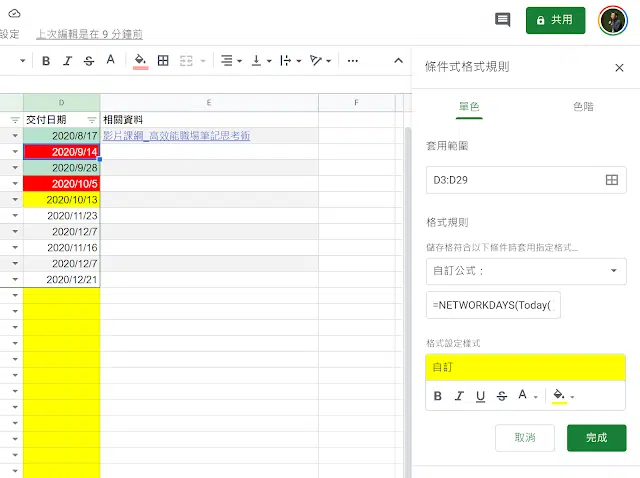 設定 上次編輯是在 9 分鐘前
共用
B I S A
條件式格式規則
D E F
單色 色階
交付日期 相關資料
2020/8/17 影片課綱_高效能職場筆記思考術
2020/9/14
2020/9/28
2020/10/5
2020/10/13
2020/11/23
2020/12/7
2020/11/16
2020/12/7
2020/12/21
套用範圍
D3:D29
格式規則
儲存格符合以下條件時套用指定格式...
自訂公式：
=NETWORKDAYS(Today(
格式設定樣式
自訂
B I U S A
取消 完成